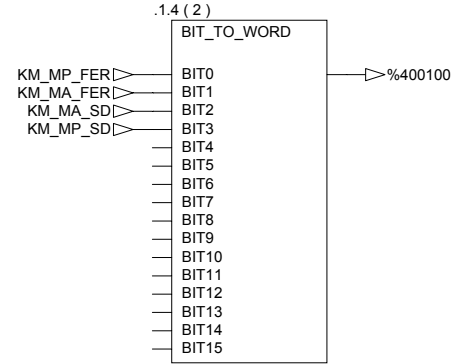 .1.4 ( 2 )
BIT_TO_WORD
KM_MP_FER BIT0 %400100
KM_MA_FER BIT1
KM_MA_SD BIT2
KM_MP_SD BIT3
BIT4
BIT5
BIT6
BIT7
BIT8
BIT9
BIT10
BIT11
BIT12
BIT13
BIT14
BIT15